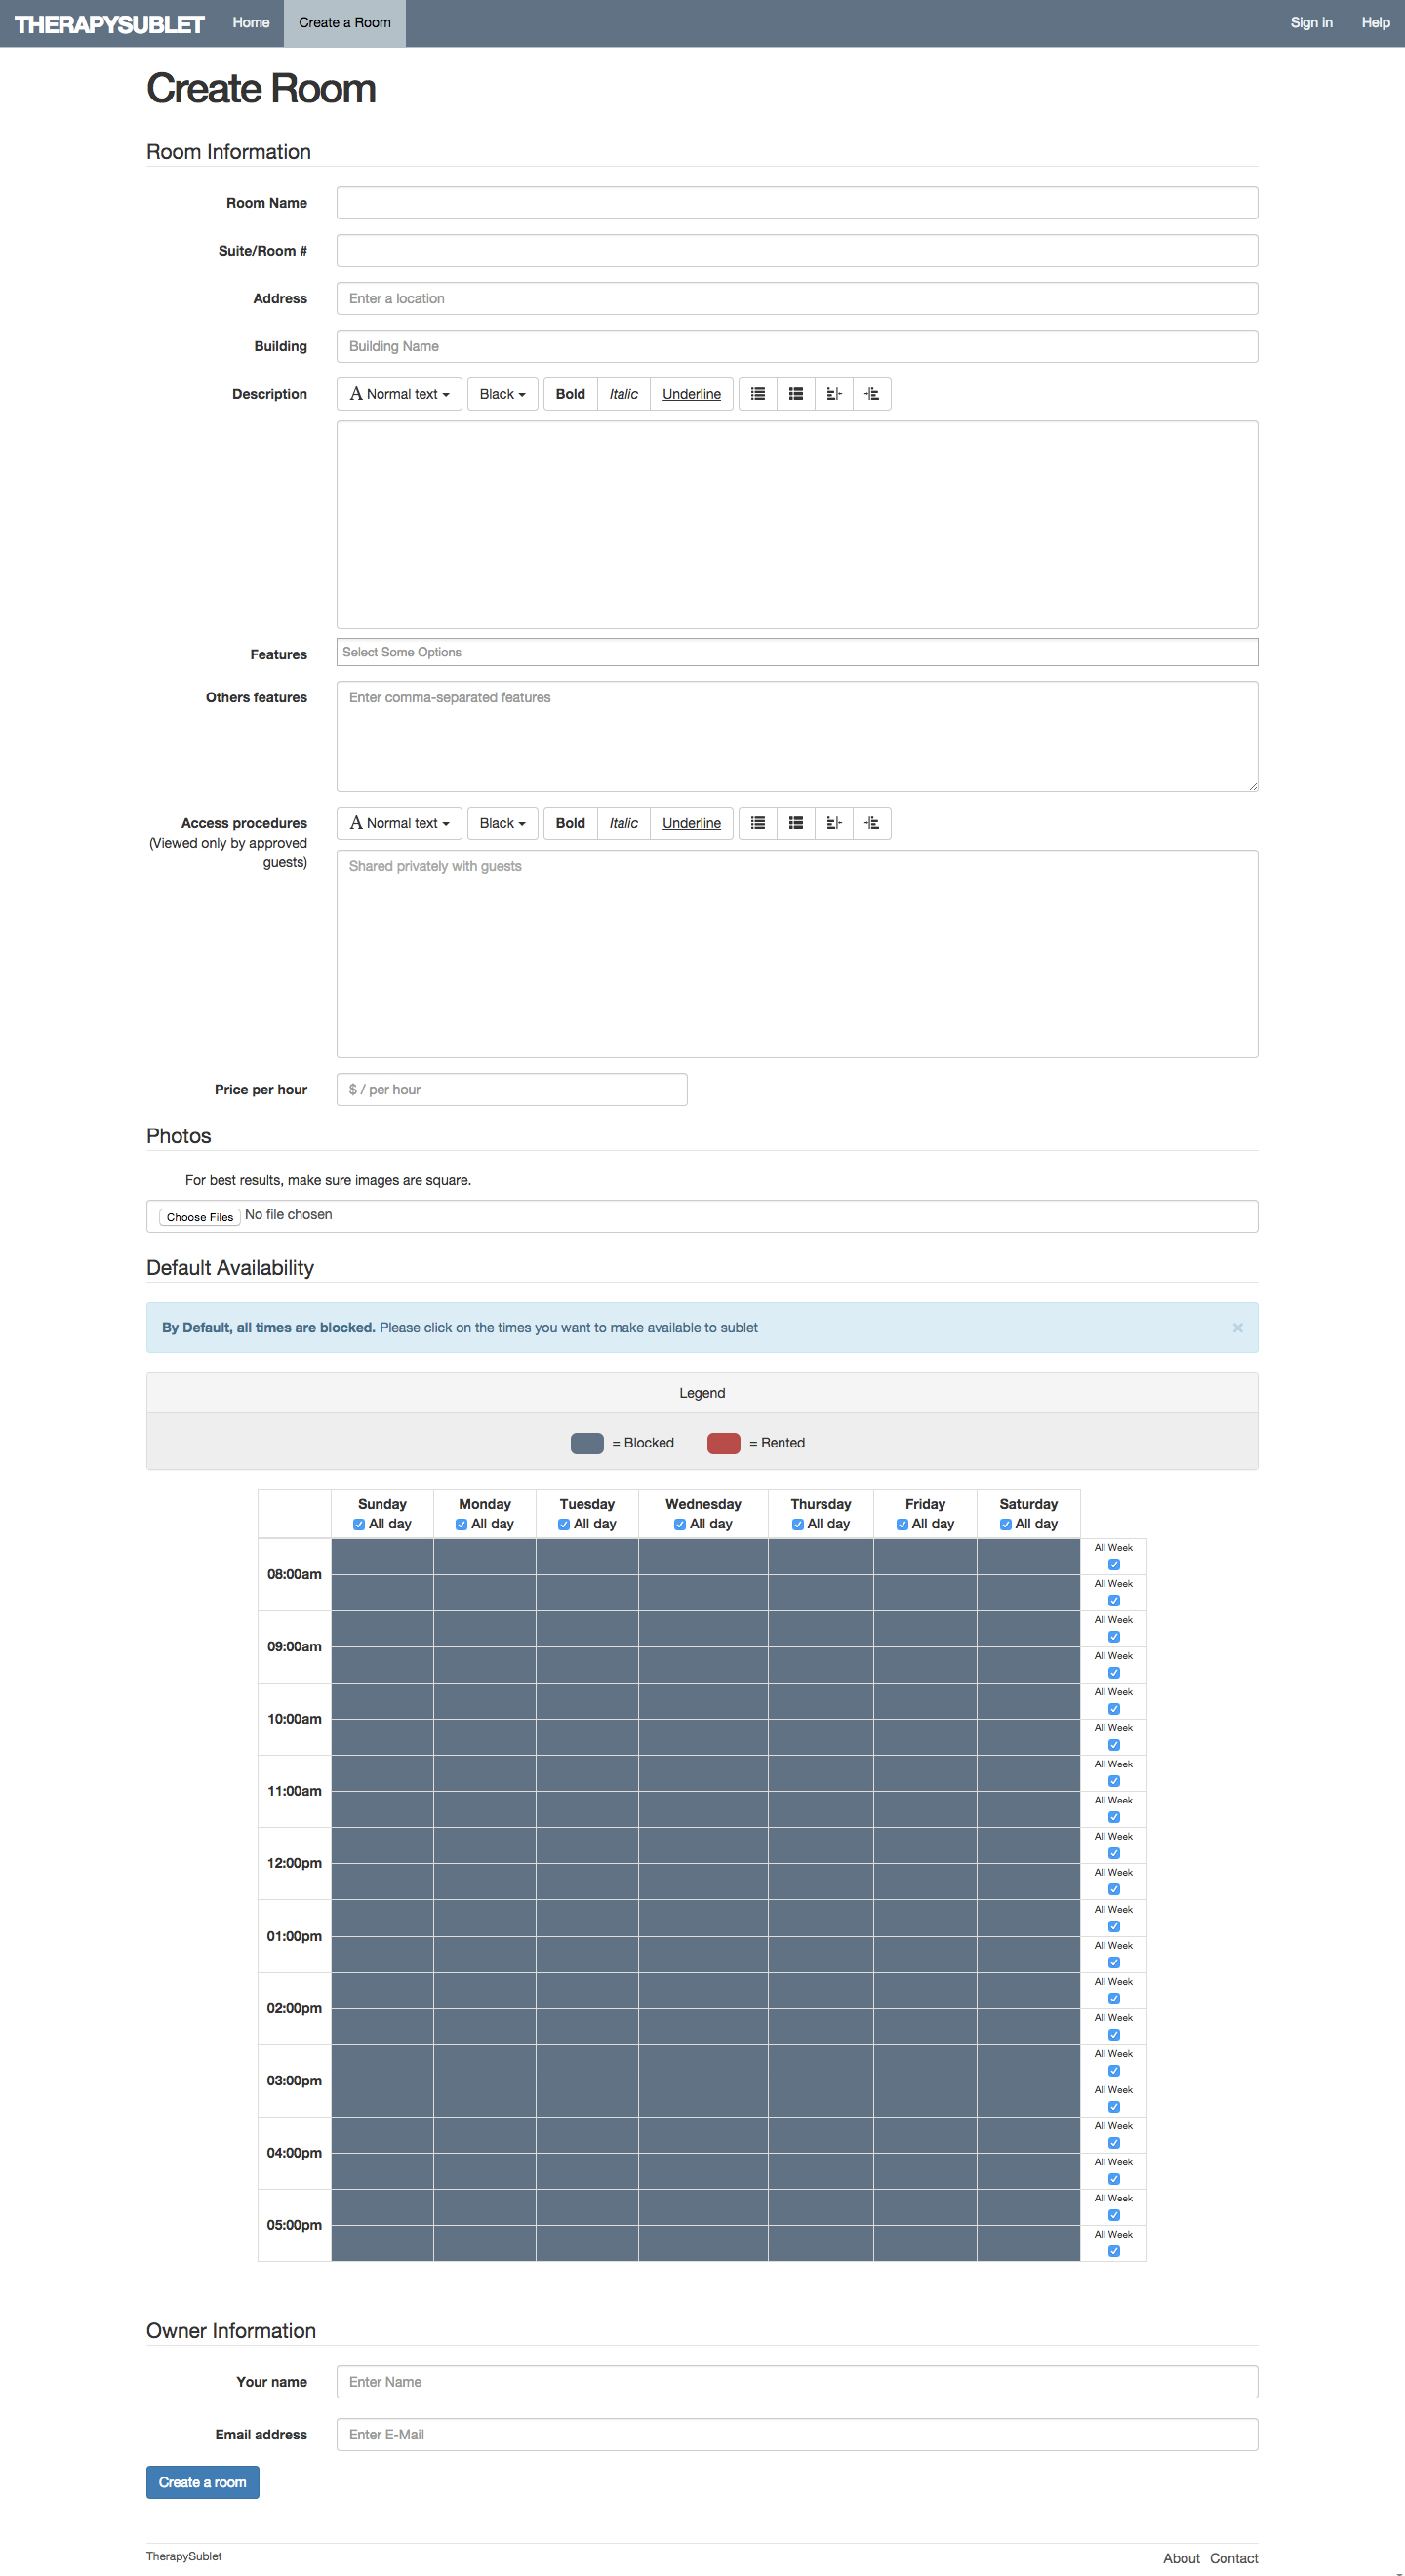 THERAPYSUBLET Home Create a Room Sign In Help
Create Room
Room Information
Room Name
Suite/Room #
Address Enter a location
Building Building Name
Description A Normal text Black Bold Italic Underline
Features Select Some Options
Others features Enter comma-separated features
Access procedures A Normal text Black Bold Italic Underline
(Viewed only by approved
guests)
Shared privately with guests
Price per hour $ / per hour
Photos
For best results, make sure images are square.
Choose Files No file chosen
Default Availability
By Default, all times are blocked. Please click on the times you want to make available to sublet ×
Legend
= Blocked = Rented
Sunday Monday Tuesday Wednesday Thursday Friday Saturday
All day All day All day All day All day All day All day
08:00am All Week
All Week
09:00am All Week
All Week
10:00am All Week
All Week
11:00am All Week
All Week
12:00pm All Week
All Week
01:00pm All Week
All Week
02:00pm All Week
All Week
03:00pm All Week
All Week
04:00pm All Week
All Week
05:00pm All Week
All Week
Owner Information
Your name Enter Name
Email address Enter E-Mail
Create a room
TherapySublet About Contact